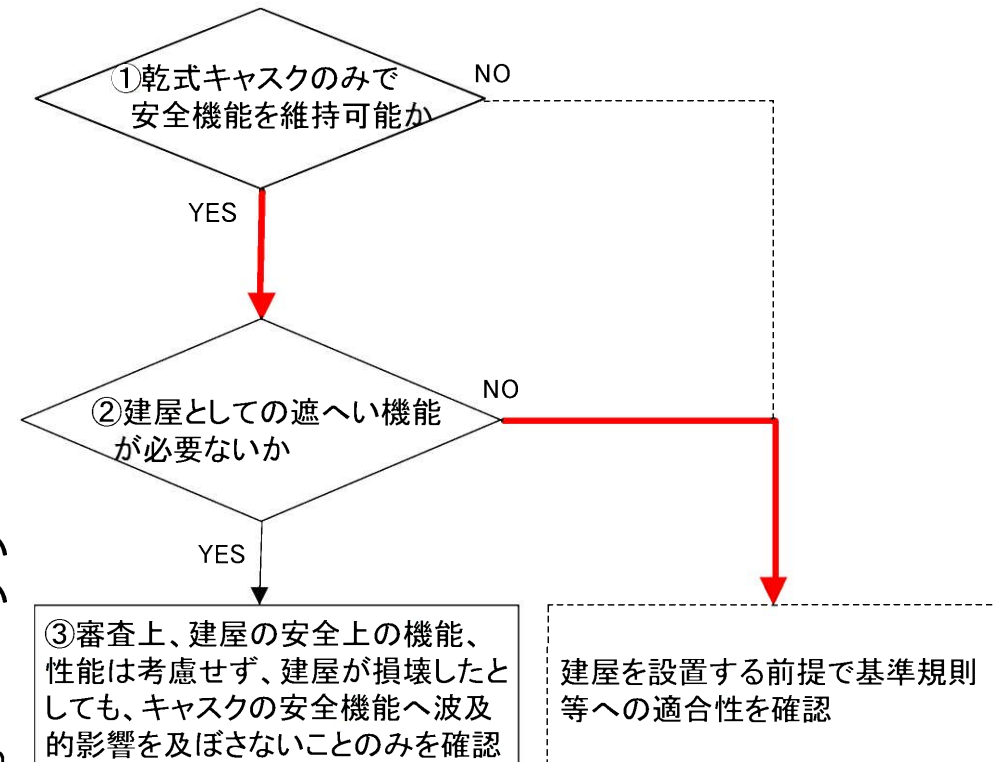 ①乾式キャスクのみで
安全機能を維持可能か
NO
YES
②建屋としての遮へい機能
が必要ないか
NO
YES
③審査上、建屋の安全上の機能、
性能は考慮せず、建屋が損壊したと
しても、キャスクの安全機能へ波及
的影響を及ぼさないことのみを確認
建屋を設置する前提で基準規則
等への適合性を確認